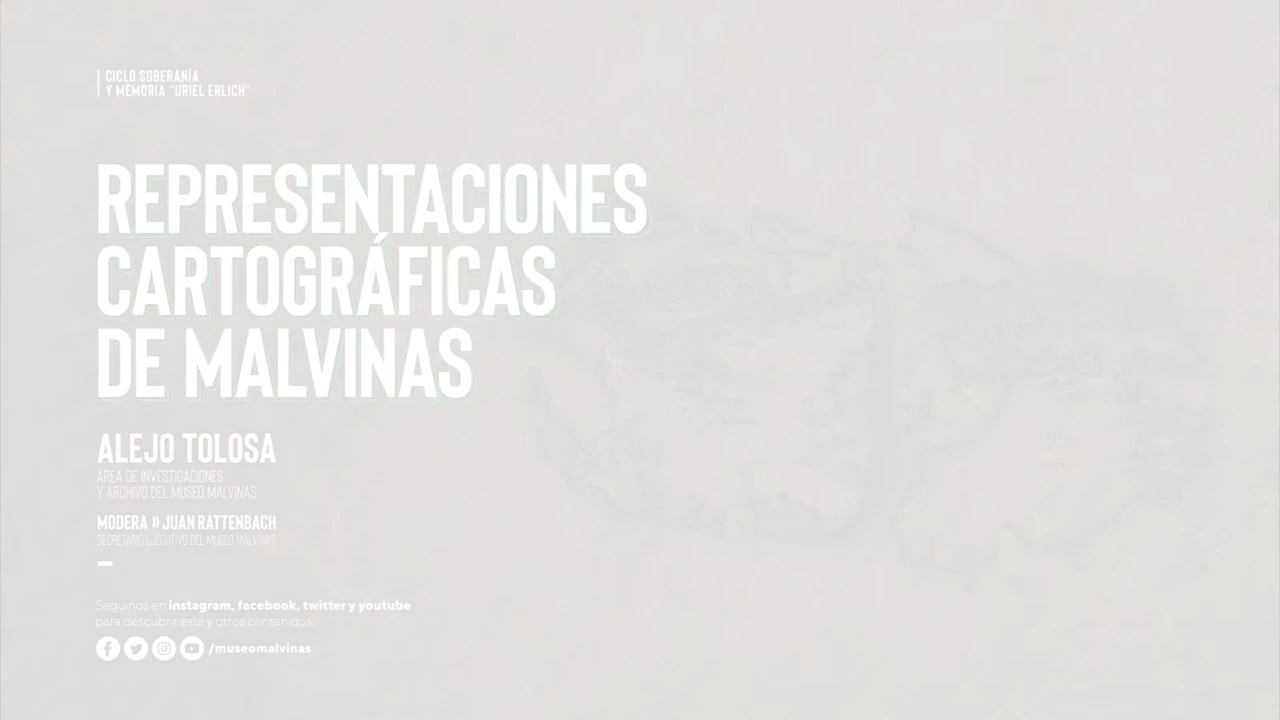 CICLO SOBERANÍA
Y MEMORIA "URIEL ERLICH"
REPRESENTACIONES
CARTOGRÁFICAS
DE MALVINAS
ALEJO TOLOSA
ÁREA DE INVESTIGACIONES
Y ARCHIVO DEL MUSEO MALVINAS
MODERA » JUAN RATTENBACH
SECRETARIO EJECUTIVO DEL MUSEO MALVINAS
Seguinos en instagram, facebook, twitter y youtube
para descubrir este y otros contenidos.
/museomalvinas